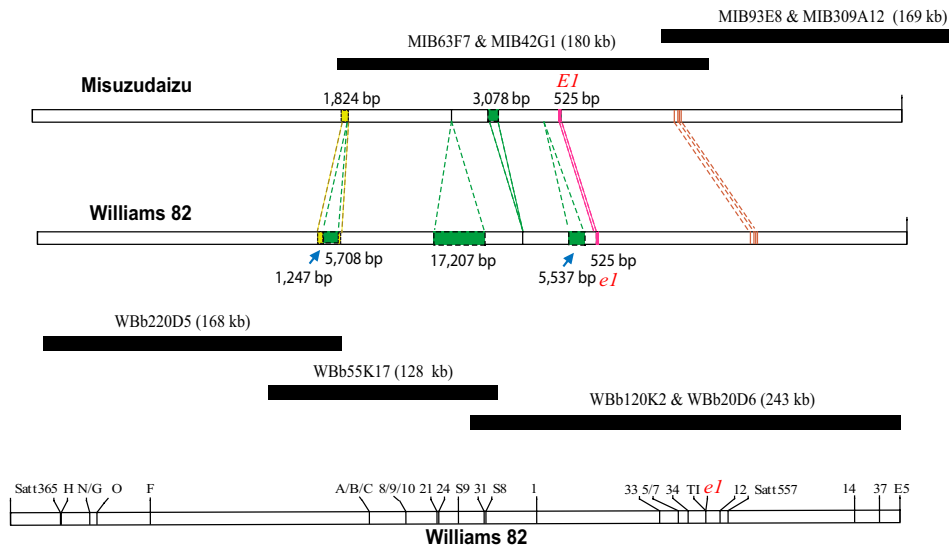 MIB93E8 & MIB309A12 (169 kb)
MIB63F7 & MIB42G1 (180 kb)
Misuzudaizu
E1
1,824 bp 3,078 bp 525 bp
Williams 82
5,708 bp 17,207 bp 525 bp
1,247 bp 5,537 bp e1
WBb220D5 (168 kb)
WBb55K17 (128 kb)
WBb120K2 & WBb20D6 (243 kb)
Satt365 H N/G O F A/B/C 8/9/10 21 24 S9 31 S8 1 33 5/7 34 TI e1 12 Satt557 14 37 E5
Williams 82